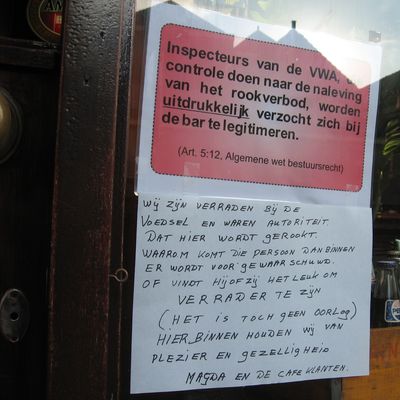 AM
Inspecteurs van de VWA, die
controle doen naar de naleving
van het rookverbod, worden
uitdrukkelijk verzocht zich bij
de bar te legitimeren.
(Art. 5:12, Algemene wet bestuursrecht)
WIJ ZIJN VERRADEN BIJ DE
VOEDSEL EN WAREN AUTORITEIT.
DAT HIER WORDT GEROOKT.
WAAROM KOMT DIE PERSOON DAN BINNEN
ER WORDT VOOR GEWAARSCHUWD.
OF VINDT HIJ OF ZIJ HET LEUK OM
VERRADER TE ZIJN
(HET IS TOCH GEEN OORLOG)
HIER BINNEN HOUDEN WIJ VAN
PLEZIER EN GEZELLIGHEID
MAGDA EN DE CAFE KLANTEN.